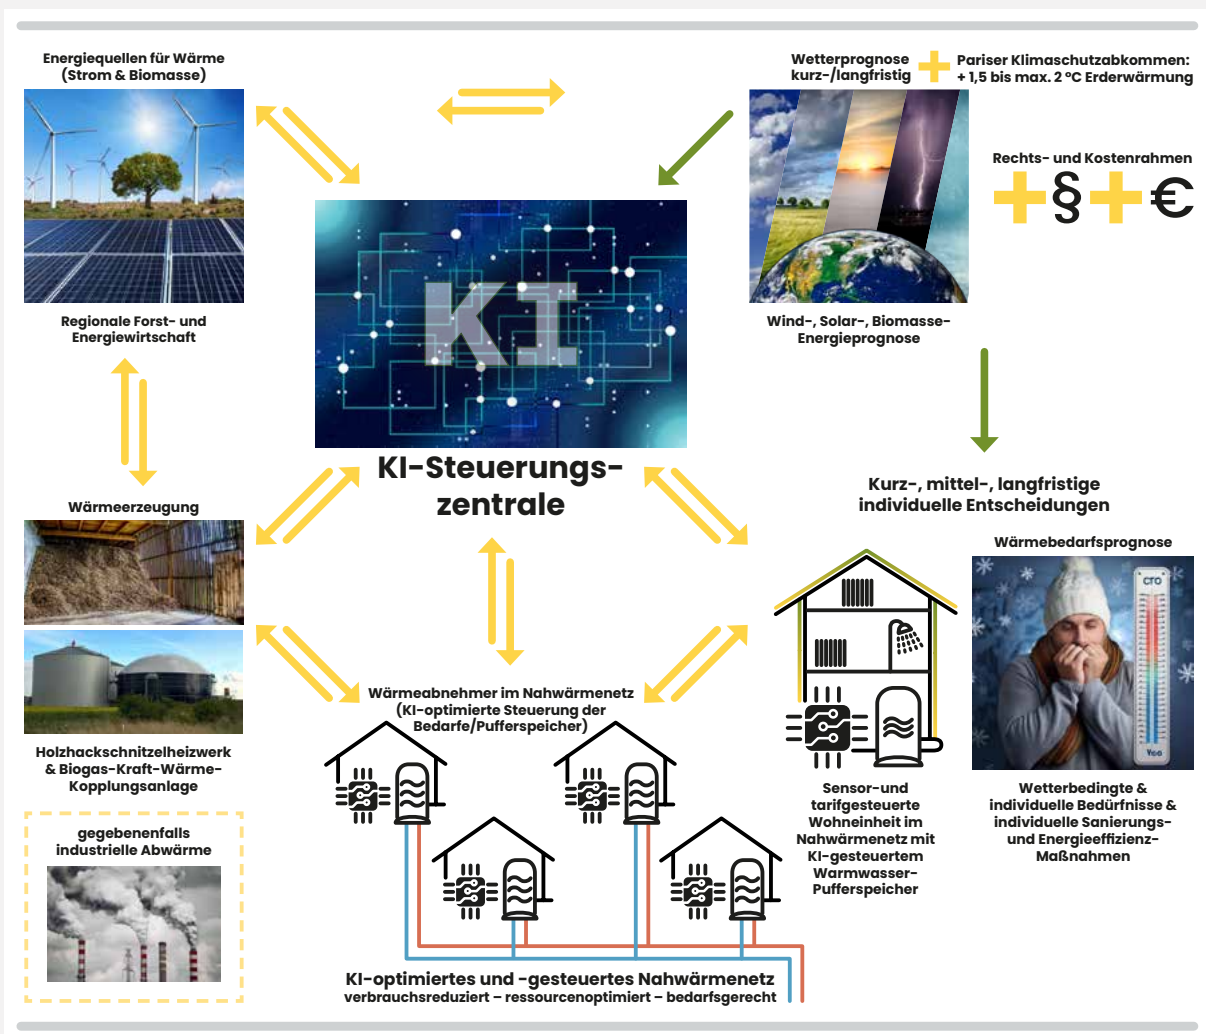 Energiequellen für Wärme
(Strom & Biomasse)
Wetterprognose
kurz-/langfristig
Pariser Klimaschutzabkommen:
+ 1,5 bis max. 2 °C Erderwärmung
Rechts- und Kostenrahmen
+§+€
KI
Regionale Forst- und
Energiewirtschaft
Wind-, Solar-, Biomasse-
Energieprognose
KI-Steuerungs-
zentrale
Kurz-, mittel-, langfristige
individuelle Entscheidungen
Wärmeerzeugung
Wärmebedarfsprognose
Wärmeabnehmer im Nahwärmenetz
(KI-optimierte Steuerung der
Bedarfe/Pufferspeicher)
Holzhackschnitzelheizwerk
& Biogas-Kraft-Wärme-
Kopplungsanlage
Sensor-und
tarifgesteuerte
Wohneinheit im
Nahwärmenetz mit
KI-gesteuertem
Warmwasser-
Pufferspeicher
Wetterbedingte &
individuelle Bedürfnisse &
individuelle Sanierungs-
und Energieeffizienz-
Maßnahmen
gegebenenfalls
industrielle Abwärme
KI-optimiertes und -gesteuertes Nahwärmenetz
verbrauchsreduziert – ressourcenoptimiert – bedarfsgerecht